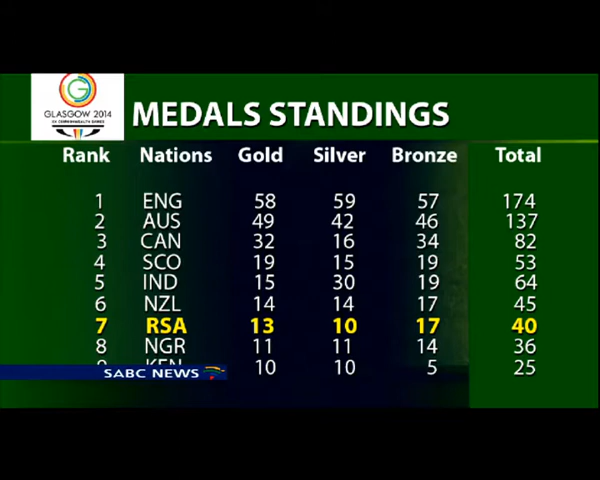 GLASGOW 2014
XX COMMONWEALTH GAMES
MEDALS STANDINGS
Rank Nations Gold Silver Bronze Total
1 ENG 58 59 57 174
2 AUS 49 42 46 137
3 CAN 32 16 34 82
4 SCO 19 15 19 53
5 IND 15 30 19 64
6 NZL 14 14 17 45
7 RSA 13 10 17 40
8 NGR 11 11 14 36
10 10 5 25
SABC NEWS